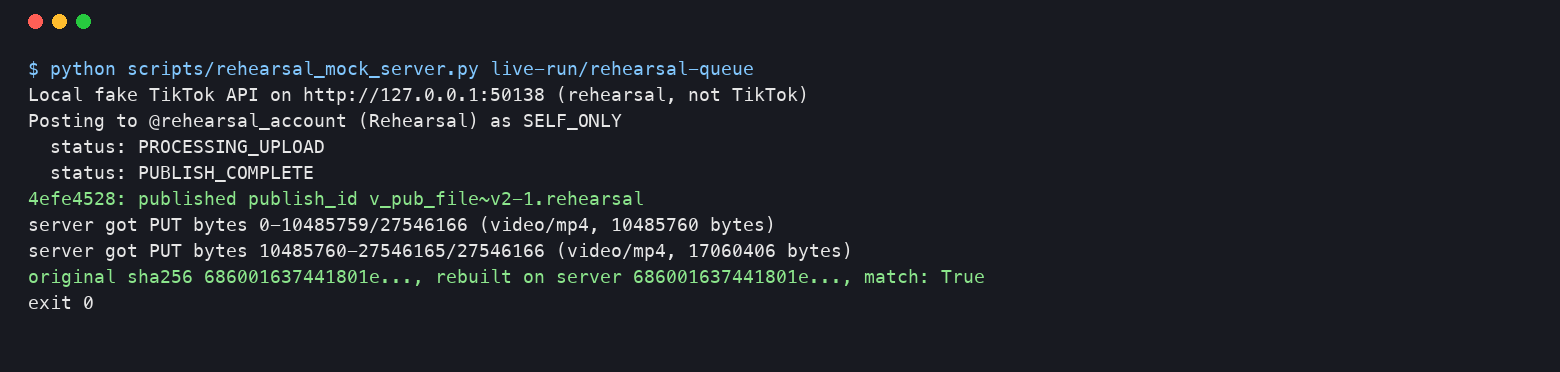 $ python scripts/rehearsal_mock_server.py live-run/rehearsal-queue
Local fake TikTok API on http://127.0.0.1:50138 (rehearsal, not TikTok)
Posting to @rehearsal_account (Rehearsal) as SELF_ONLY
  status: PROCESSING_UPLOAD
  status: PUBLISH_COMPLETE
4efe4528: published publish_id v_pub_file~v2-1.rehearsal
server got PUT bytes 0-10485759/27546166 (video/mp4, 10485760 bytes)
server got PUT bytes 10485760-27546165/27546166 (video/mp4, 17060406 bytes)
original sha256 686001637441801e..., rebuilt on server 686001637441801e..., match: True
exit 0